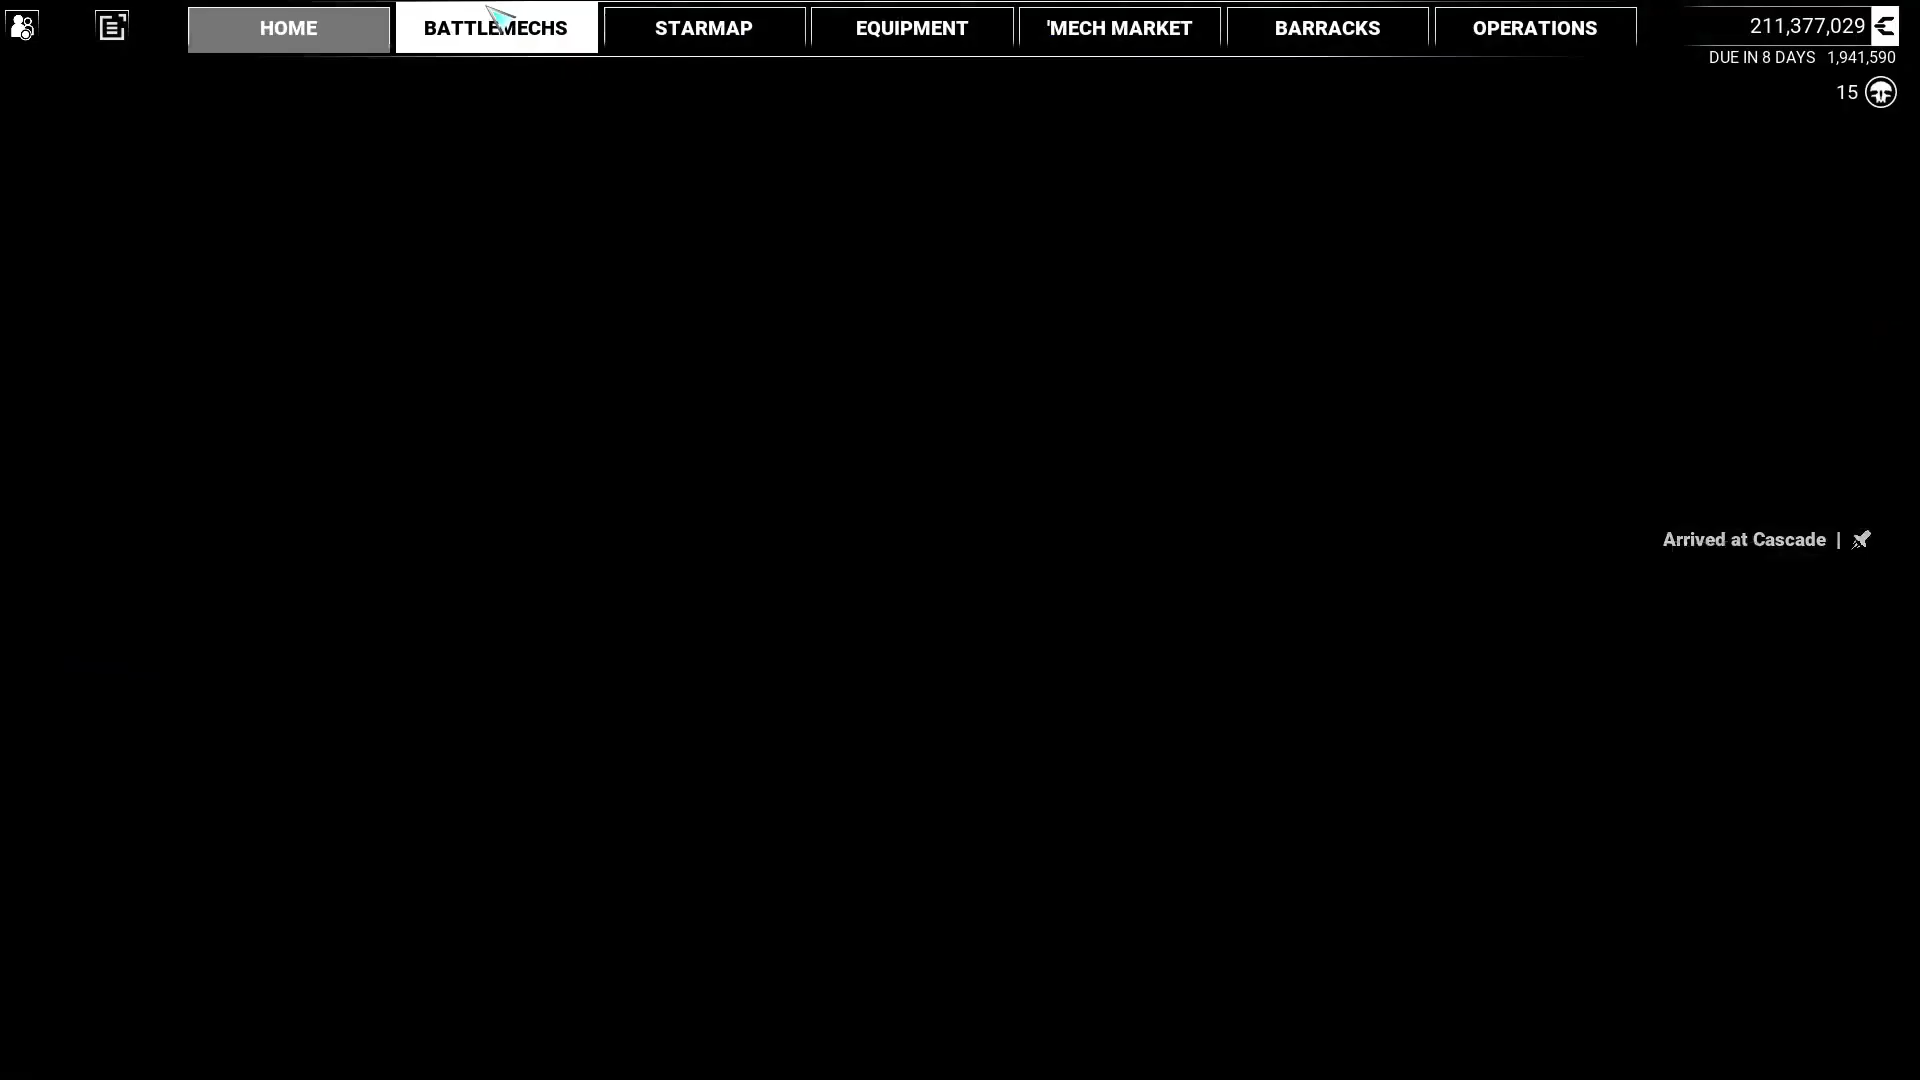 HOME
BATTLEMECHS
STARMAP
EQUIPMENT
'MECH MARKET
BARRACKS
OPERATIONS
211,377,029
DUE IN 8 DAYS 1,941,590
15
Arrived at Cascade |